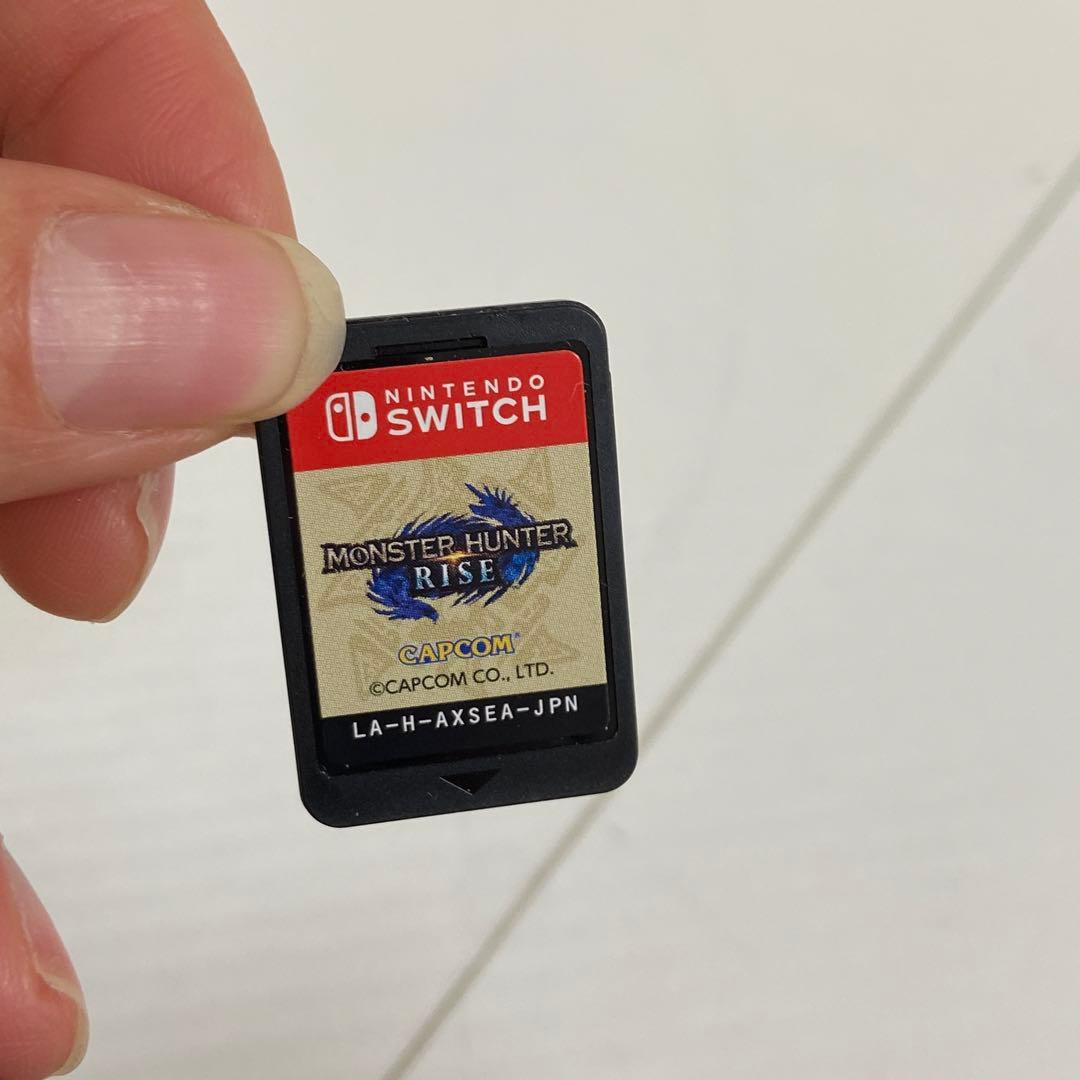 NINTENDO
SWITCH
MONSTER HUNTER
RISE
CAPCOM®
©CAPCOM CO., LTD.
LA-H-AXSEA-JPN